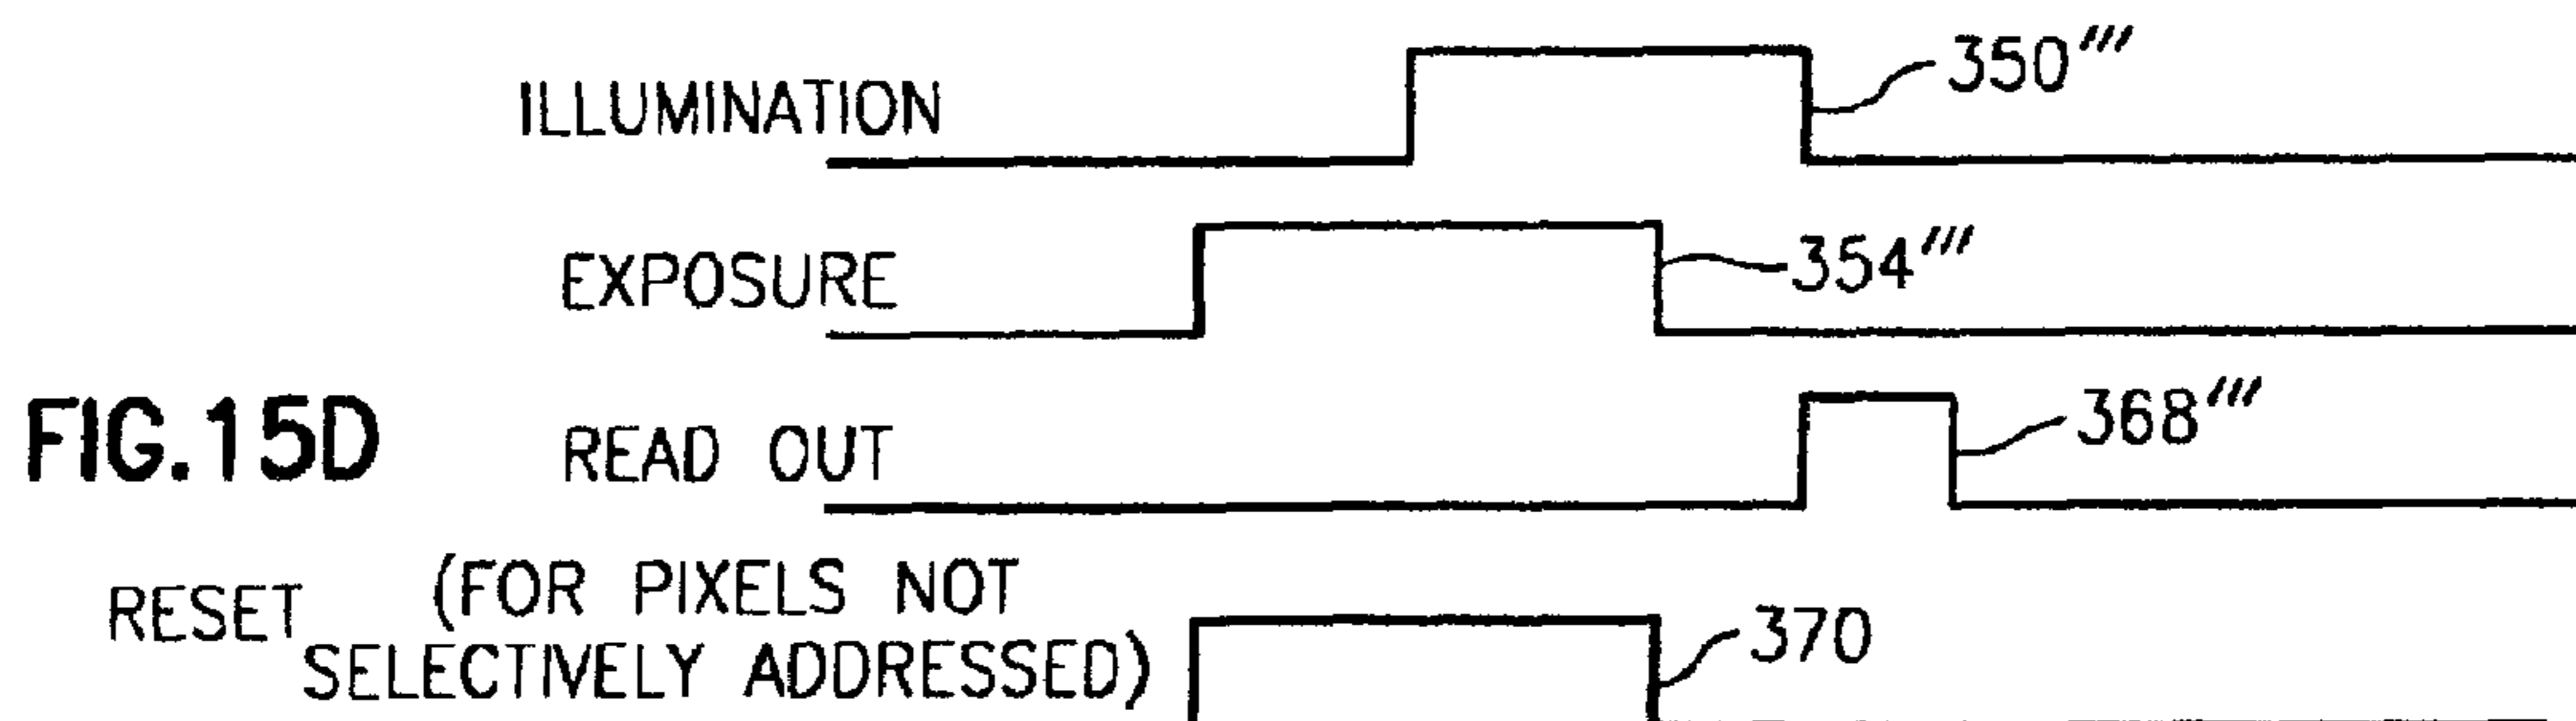 ILLUMINATION
350‴
EXPOSURE
354‴
FIG.15D
READ OUT
368‴
RESET (FOR PIXELS NOT
SELECTIVELY ADDRESSED)
370